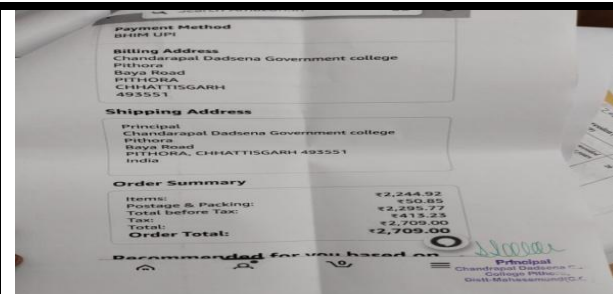 Payment Method
BHIM UPI
Billing Address
Chandarapal Dadsena Government college
Pithora
Baya Road
PITHORA
CHHATTISGARH
493551
Shipping Address
Principal
Chandarapal Dadsena Government college
Pithora
Baya Road
PITHORA, CHHATTISGARH 493551
India
Order Summary
Items: ₹2,244.92
Postage & Packing: ₹50.85
Total before Tax: ₹2,295.77
Tax: ₹413.23
Total: ₹2,709.00
Order Total: ₹2,709.00
Recommended for you based on
Principal
Chandrapal Dadsena
College